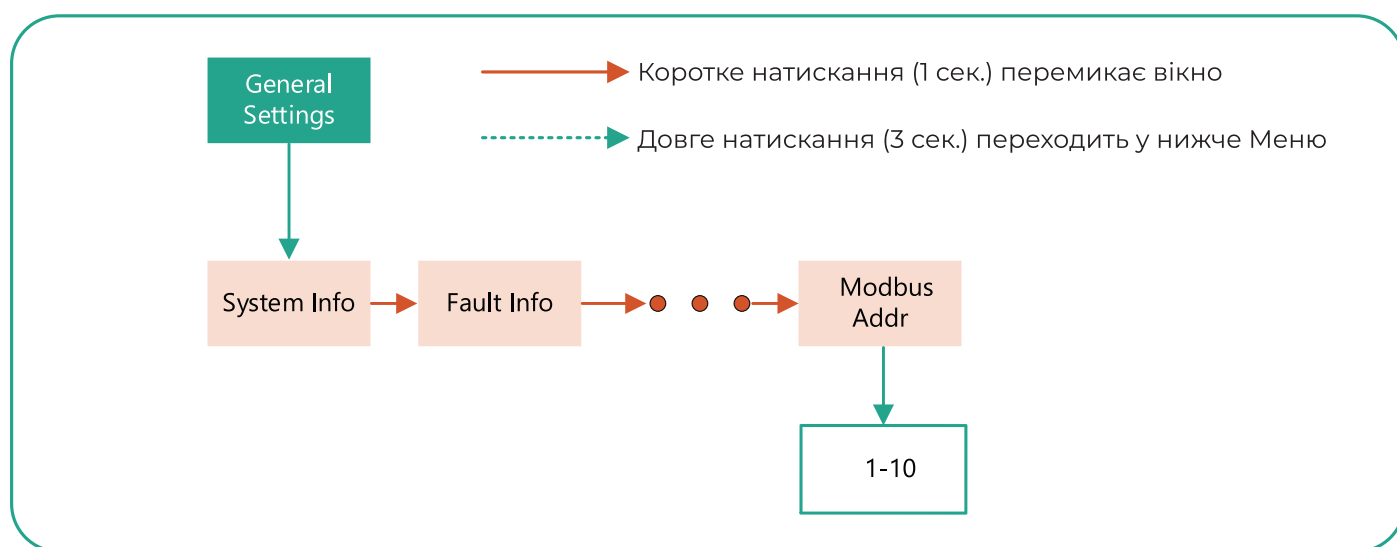 General
Settings
Коротке натискання (1 сек.) перемикає вікно
Довге натискання (3 сек.) переходить у нижче Меню
System Info
Fault Info
Modbus
Addr
1-10